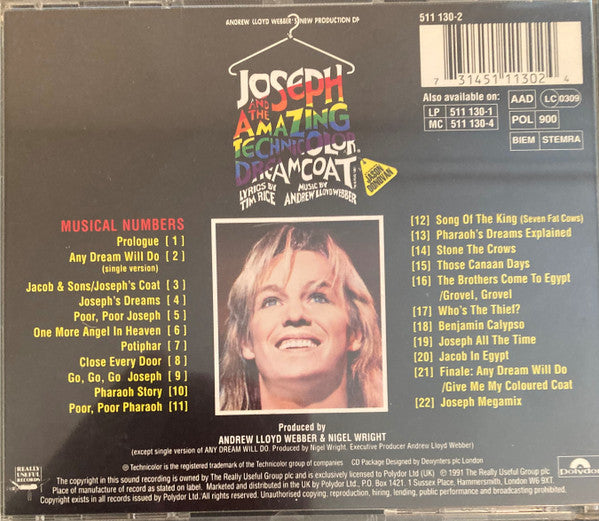 ANDREW LLOYD WEBBER'S NEW PRODUCTION OF
JOSEPH
AND THE
AMAZING
TECHNICOLOR
DREAMCOAT
LYRICS BY
TIM RICE
MUSIC BY
ANDREW LLOYD WEBBER
JASON DONOVAN
511 130-2
7 31451 11302 4
Also available on:
LP 511 130-1
MC 511 130-4
AAD LC 0309
POL 900
BIEM STEMRA
MUSICAL NUMBERS
Prologue [ 1 ]
Any Dream Will Do [ 2 ]
(single version)
Jacob & Sons/Joseph's Coat [ 3 ]
Joseph's Dreams [ 4 ]
Poor, Poor Joseph [ 5 ]
One More Angel In Heaven [ 6 ]
Potiphar [ 7 ]
Close Every Door [ 8 ]
Go, Go, Go Joseph [ 9 ]
Pharaoh Story [10]
Poor, Poor Pharaoh [11]
[12] Song Of The King (Seven Fat Cows)
[13] Pharaoh's Dreams Explained
[14] Stone The Crows
[15] Those Canaan Days
[16] The Brothers Come To Egypt
/Grovel, Grovel
[17] Who's The Thief?
[18] Benjamin Calypso
[19] Joseph All The Time
[20] Jacob In Egypt
[21] Finale: Any Dream Will Do
/Give Me My Coloured Coat
[22] Joseph Megamix
Produced by
ANDREW LLOYD WEBBER & NIGEL WRIGHT
(except single version of ANY DREAM WILL DO. Produced by Nigel Wright. Executive Producer Andrew Lloyd Webber)
REALLY
USEFUL
RECORDS
Ⓟ Technicolor is the registered trademark of the Technicolor group of companies CD Package Designed by Dewynters plc London
The copyright in this sound recording is owned by The Really Useful Group plc and is exclusively licensed to Polydor Ltd (UK) © 1991 The Really Useful Group plc
Place of manufacture of record as stated on label. Marketed and distributed in the UK by Polydor Ltd. P.O. Box 1421. 1 Sussex Place, Hammersmith, London W6 9XT.
Copyright exists in all records issued by Polydor Ltd. Unauthorised copying, reproduction, hiring, lending, public performance and broadcasting prohibited.
Polydor